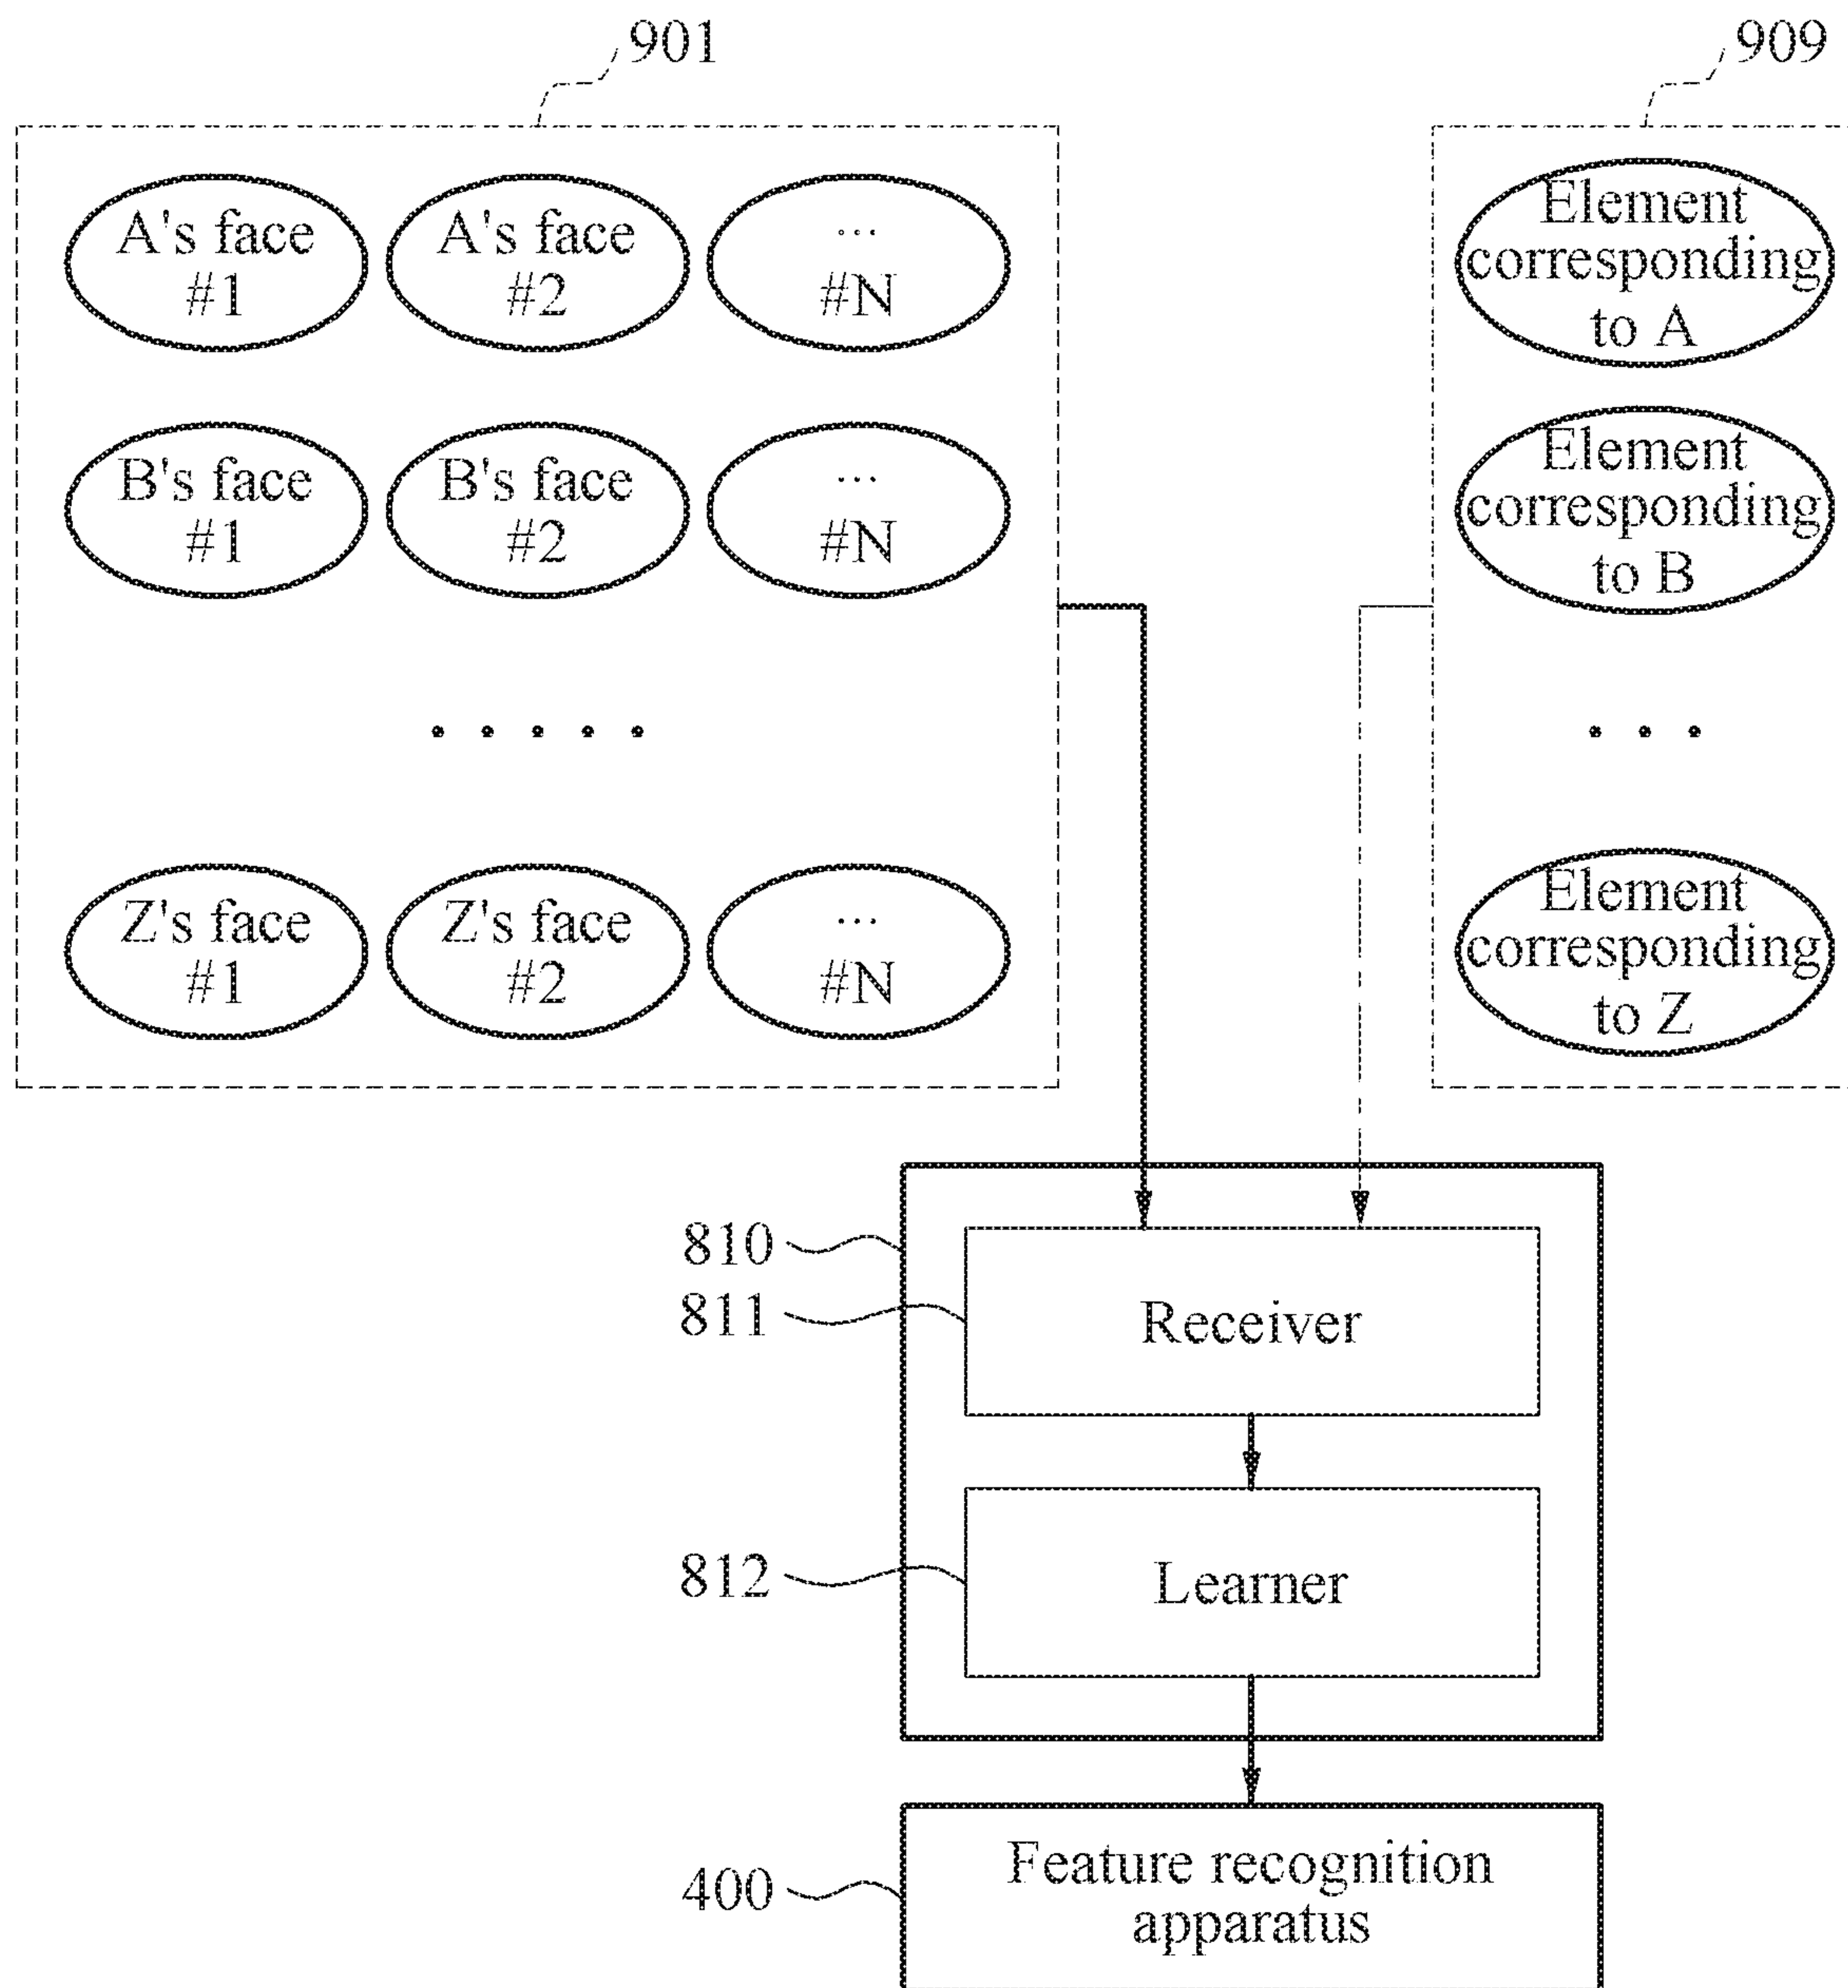 901
909
A's face
#1
A's face
#2
...
#N
Element
corresponding
to A
B's face
#1
B's face
#2
...
#N
Element
corresponding
to B
. . . . .
. . .
Z's face
#1
Z's face
#2
...
#N
Element
corresponding
to Z
810
811
Receiver
812
Learner
400
Feature recognition
apparatus